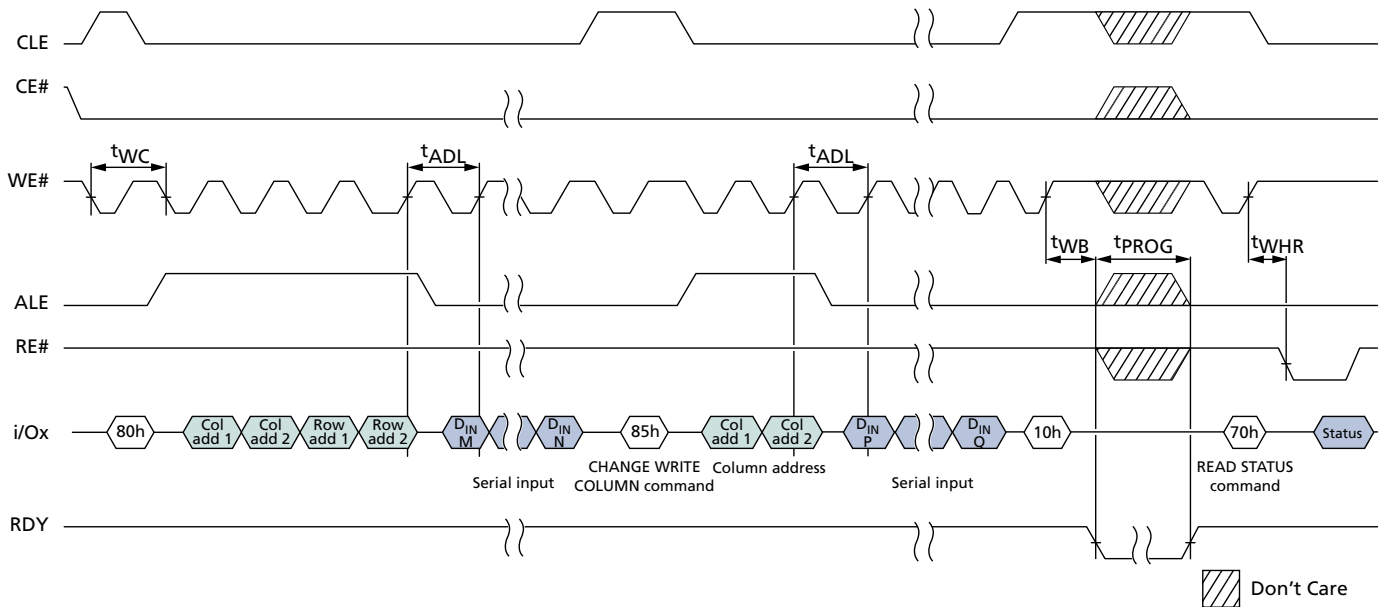 CLE
CE#
tWC
tADL
tADL
WE#
tWB
tPROG
tWHR
ALE
RE#
i/Ox
80h
Col add 1
Col add 2
Row add 1
Row add 2
DIN M
DIN N
85h
Col add 1
Col add 2
DIN P
DIN Q
10h
70h
Status
Serial input
CHANGE WRITE
COLUMN command
Column address
Serial input
READ STATUS
command
RDY
Don't Care